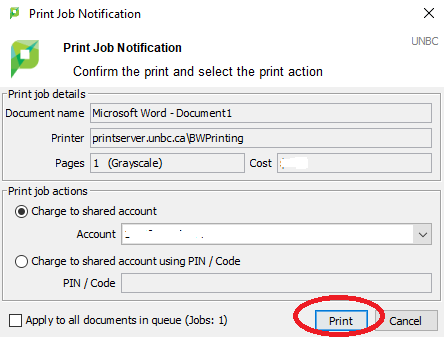 Print Job Notification
Print Job Notification
UNBC
Confirm the print and select the print action
Print job details
Document name Microsoft Word - Document1
Printer printserver.unbc.ca\BWPrinting
Pages 1 (Grayscale) Cost
Print job actions
Charge to shared account
Account
Charge to shared account using PIN / Code
PIN / Code
Apply to all documents in queue (Jobs: 1) Print Cancel